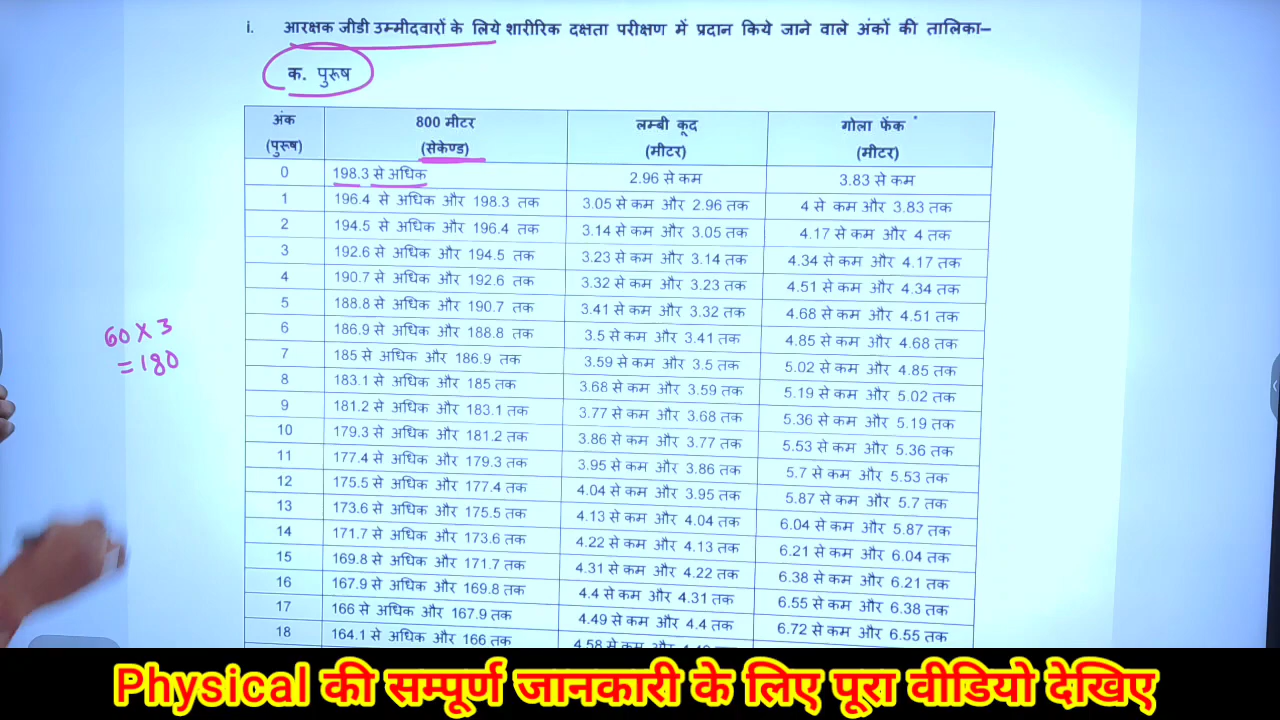 i. आरक्षक जीडी उम्मीदवारों के लिये शारीरिक दक्षता परीक्षण में प्रदान किये जाने वाले अंकों की तालिका–
क. पुरूष
अंक (पुरूष) 800 मीटर (सेकेण्ड) लम्बी कूद (मीटर) गोला फेंक (मीटर)
0 198.3 से अधिक 2.96 से कम 3.83 से कम
1 196.4 से अधिक और 198.3 तक 3.05 से कम और 2.96 तक 4 से कम और 3.83 तक
2 194.5 से अधिक और 196.4 तक 3.14 से कम और 3.05 तक 4.17 से कम और 4 तक
3 192.6 से अधिक और 194.5 तक 3.23 से कम और 3.14 तक 4.34 से कम और 4.17 तक
4 190.7 से अधिक और 192.6 तक 3.32 से कम और 3.23 तक 4.51 से कम और 4.34 तक
5 188.8 से अधिक और 190.7 तक 3.41 से कम और 3.32 तक 4.68 से कम और 4.51 तक
6 186.9 से अधिक और 188.8 तक 3.5 से कम और 3.41 तक 4.85 से कम और 4.68 तक
7 185 से अधिक और 186.9 तक 3.59 से कम और 3.5 तक 5.02 से कम और 4.85 तक
8 183.1 से अधिक और 185 तक 3.68 से कम और 3.59 तक 5.19 से कम और 5.02 तक
9 181.2 से अधिक और 183.1 तक 3.77 से कम और 3.68 तक 5.36 से कम और 5.19 तक
10 179.3 से अधिक और 181.2 तक 3.86 से कम और 3.77 तक 5.53 से कम और 5.36 तक
11 177.4 से अधिक और 179.3 तक 3.95 से कम और 3.86 तक 5.7 से कम और 5.53 तक
12 175.5 से अधिक और 177.4 तक 4.04 से कम और 3.95 तक 5.87 से कम और 5.7 तक
13 173.6 से अधिक और 175.5 तक 4.13 से कम और 4.04 तक 6.04 से कम और 5.87 तक
14 171.7 से अधिक और 173.6 तक 4.22 से कम और 4.13 तक 6.21 से कम और 6.04 तक
15 169.8 से अधिक और 171.7 तक 4.31 से कम और 4.22 तक 6.38 से कम और 6.21 तक
16 167.9 से अधिक और 169.8 तक 4.4 से कम और 4.31 तक 6.55 से कम और 6.38 तक
17 166 से अधिक और 167.9 तक 4.49 से कम और 4.4 तक 6.72 से कम और 6.55 तक
18 164.1 से अधिक और 166 तक 4.58 से कम और
60 X 3
= 180
Physical की सम्पूर्ण जानकारी के लिए पूरा वीडियो देखिए